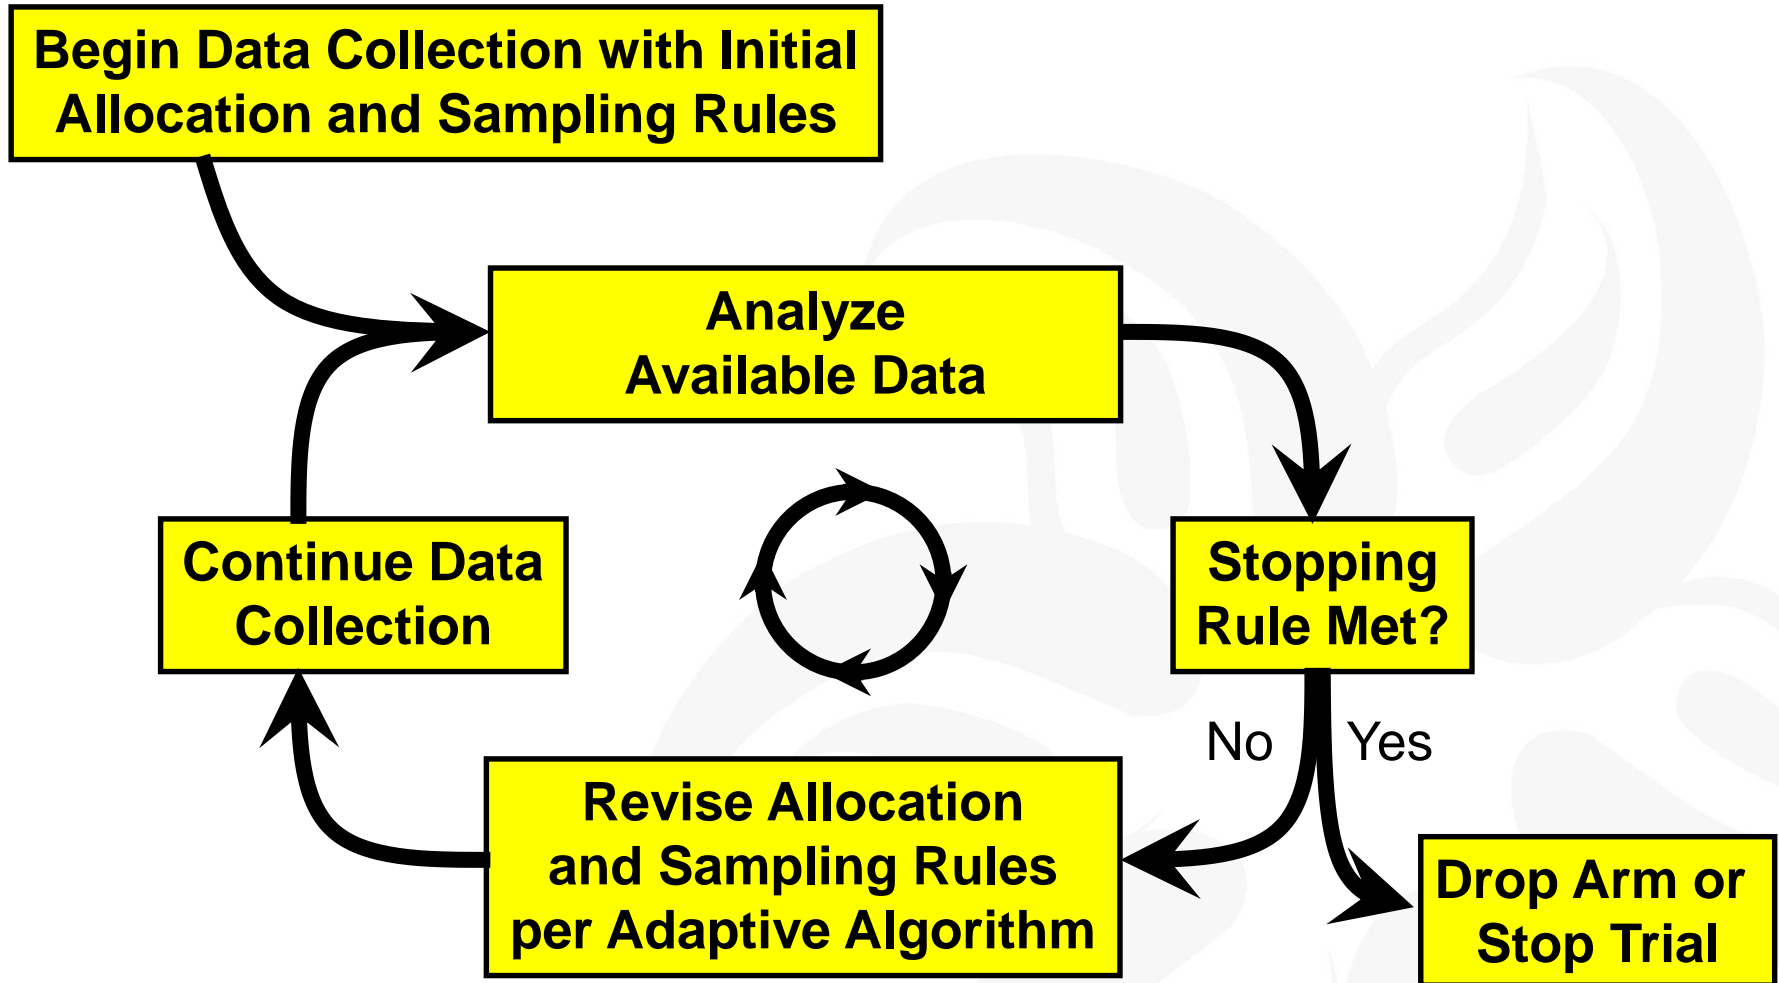 Begin Data Collection with Initial
Allocation and Sampling Rules
Analyze
Available Data
Continue Data
Collection
Stopping
Rule Met?
No
Yes
Revise Allocation
and Sampling Rules
per Adaptive Algorithm
Drop Arm or
Stop Trial